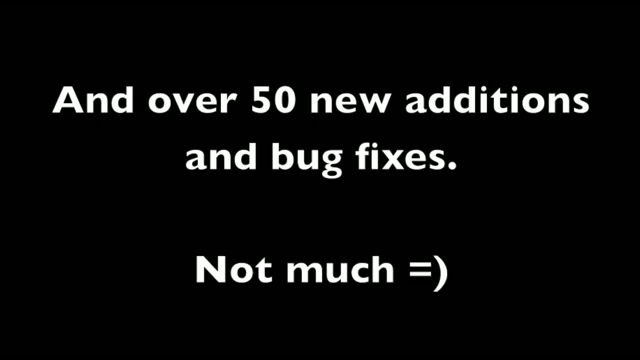 And over 50 new additions
and bug fixes.
Not much =)